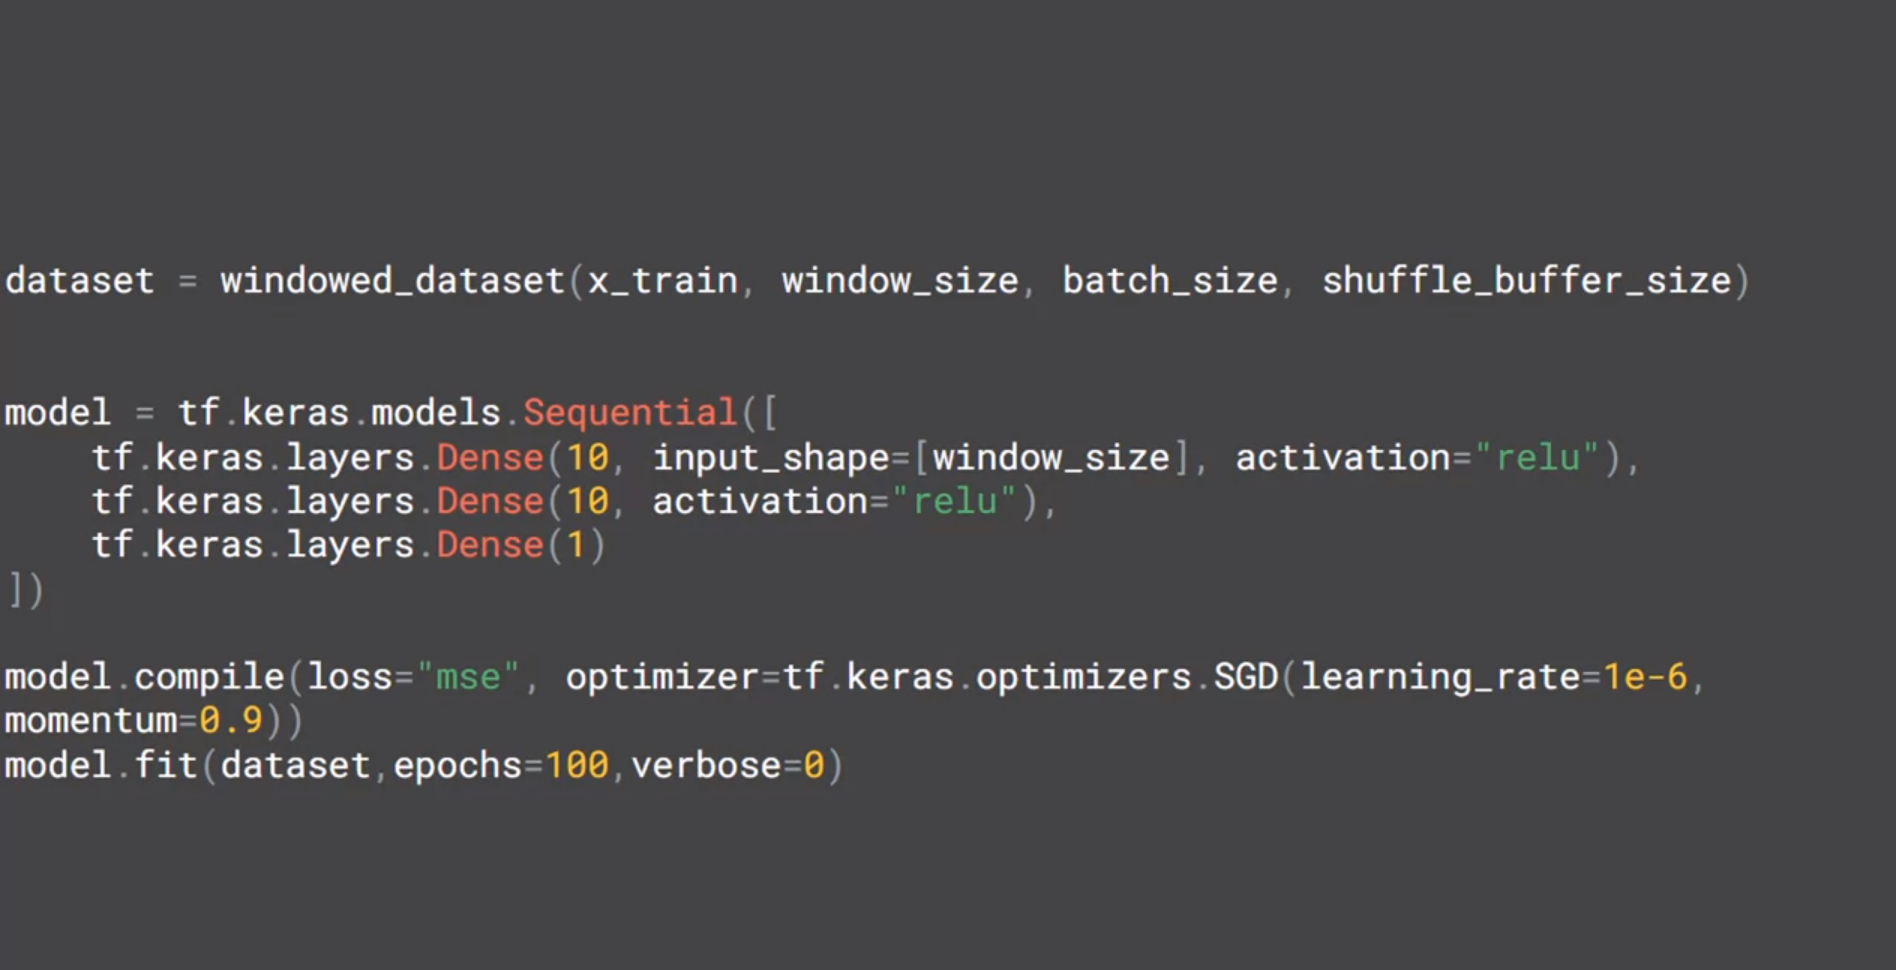 dataset = windowed_dataset(x_train, window_size, batch_size, shuffle_buffer_size)
model = tf.keras.models.Sequential([
    tf.keras.layers.Dense(10, input_shape=[window_size], activation="relu"),
    tf.keras.layers.Dense(10, activation="relu"),
    tf.keras.layers.Dense(1)
])
model.compile(loss="mse", optimizer=tf.keras.optimizers.SGD(learning_rate=1e-6,
momentum=0.9))
model.fit(dataset,epochs=100,verbose=0)